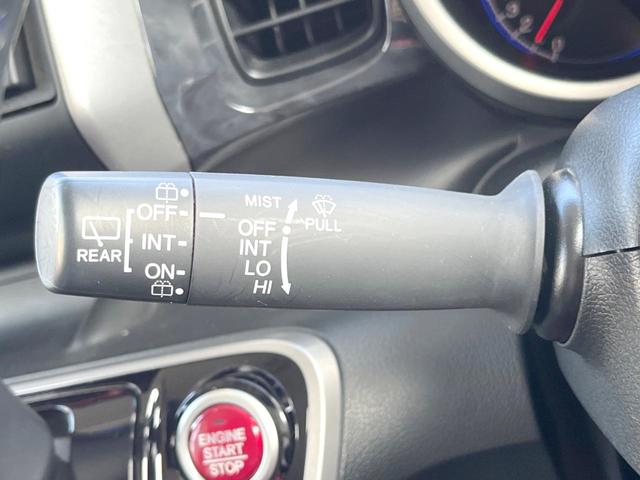 REAR
OFF
INT
ON
MIST
OFF
INT
LO
HI
PULL
ENGINE
START
STOP